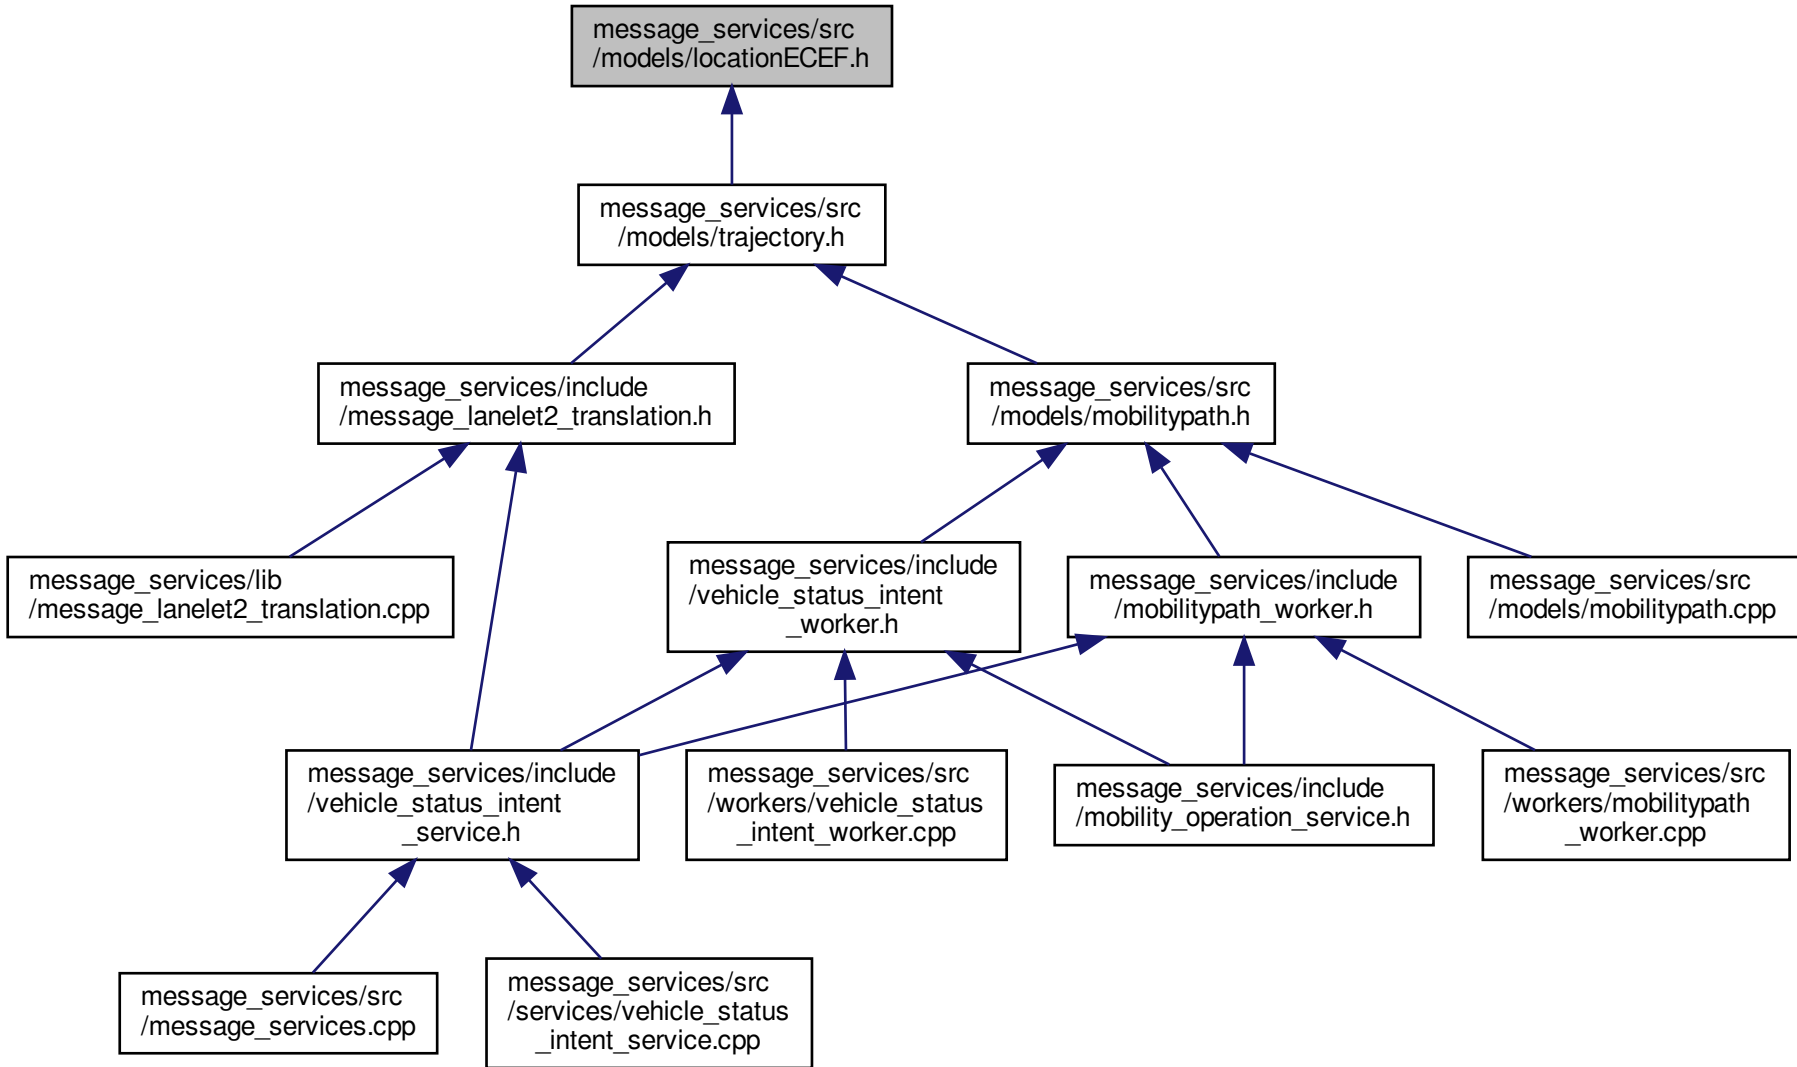 message_services/src
/models/locationECEF.h
message_services/src
/models/trajectory.h
message_services/include
/message_lanelet2_translation.h
message_services/src
/models/mobilitypath.h
message_services/lib
/message_lanelet2_translation.cpp
message_services/include
/vehicle_status_intent
_worker.h
message_services/include
/mobilitypath_worker.h
message_services/src
/models/mobilitypath.cpp
message_services/include
/vehicle_status_intent
_service.h
message_services/src
/workers/vehicle_status
_intent_worker.cpp
message_services/include
/mobility_operation_service.h
message_services/src
/workers/mobilitypath
_worker.cpp
message_services/src
/message_services.cpp
message_services/src
/services/vehicle_status
_intent_service.cpp